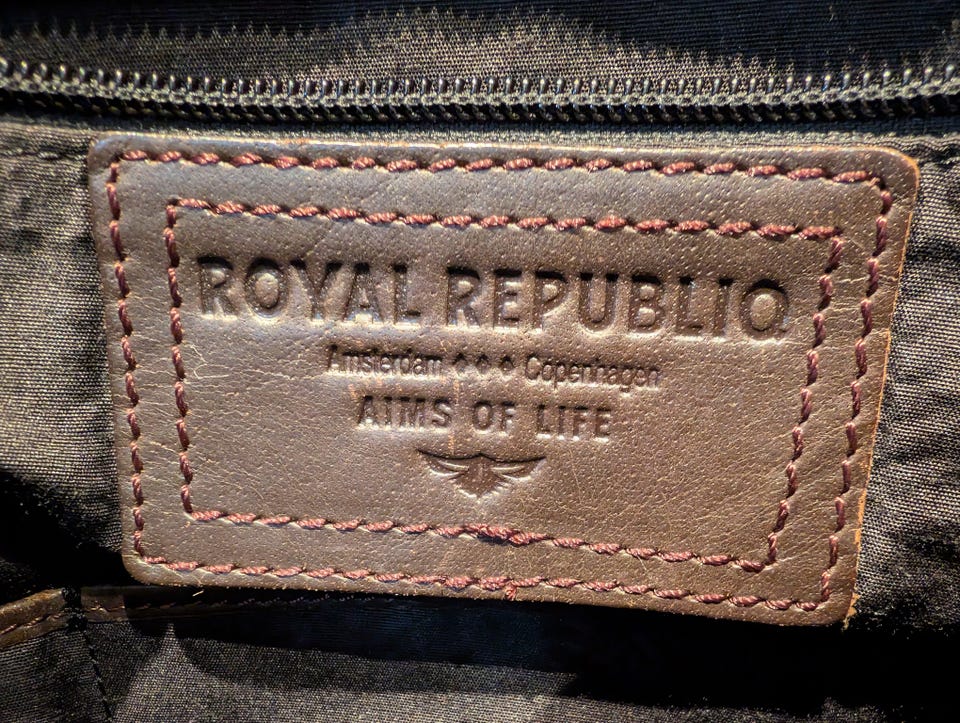 ROYAL REPUBLIQ
Amsterdam ◆◆◆ Copenhagen
AIMS OF LIFE